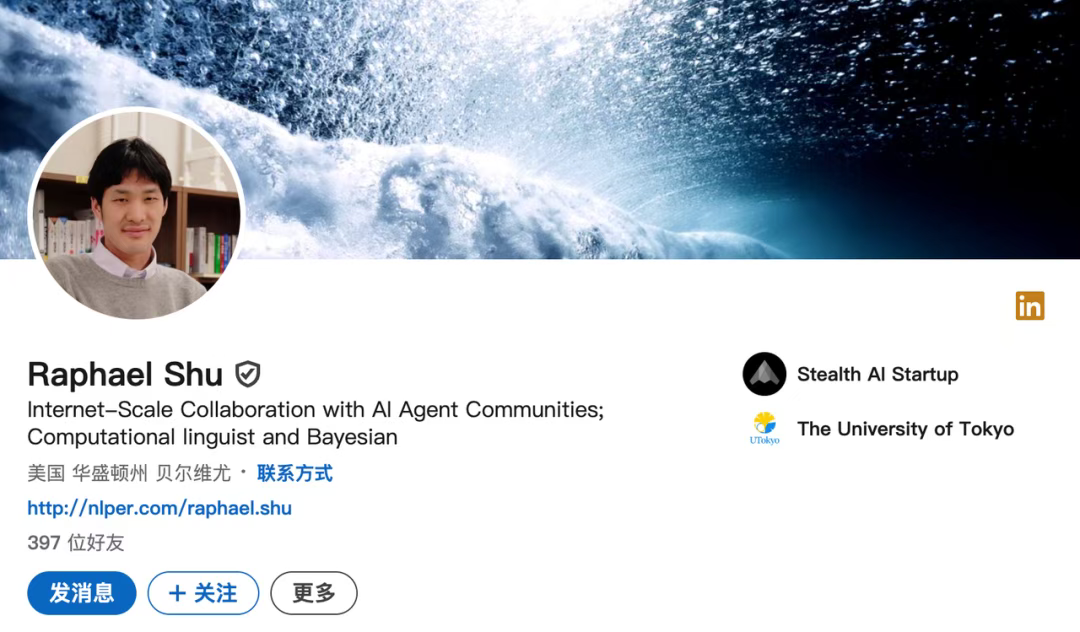 in
Raphael Shu
Internet-Scale Collaboration with AI Agent Communities;
Computational linguist and Bayesian
美国 华盛顿州 贝尔维尤 · 联系方式
http://nlper.com/raphael.shu
397 位好友
发消息
+ 关注
更多
Stealth AI Startup
UTokyo
The University of Tokyo